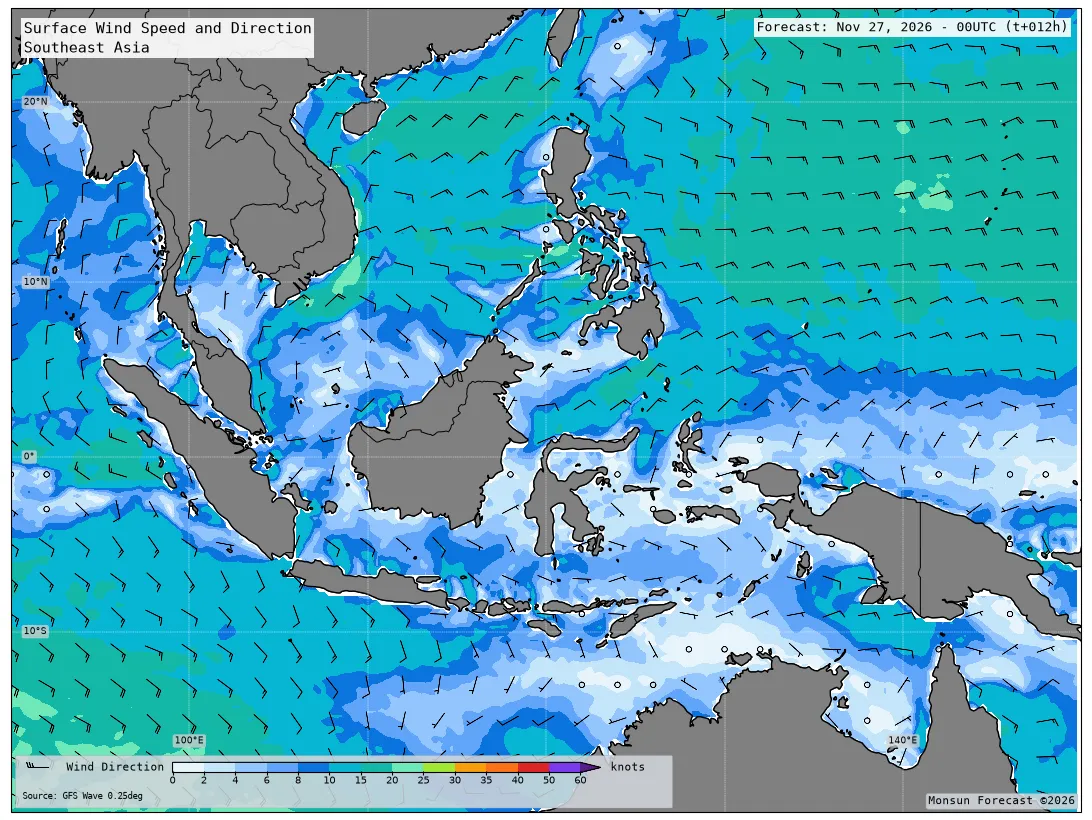 Surface Wind Speed and Direction
Southeast Asia
Forecast: Nov 27, 2026 - 00UTC (t+012h)
20°N
10°N
0°
10°S
100°E
140°E
Wind Direction
knots
0 2 4 6 8 10 15 20 25 30 35 40 50 60
Source: GFS Wave 0.25deg
Monsun Forecast ©2026